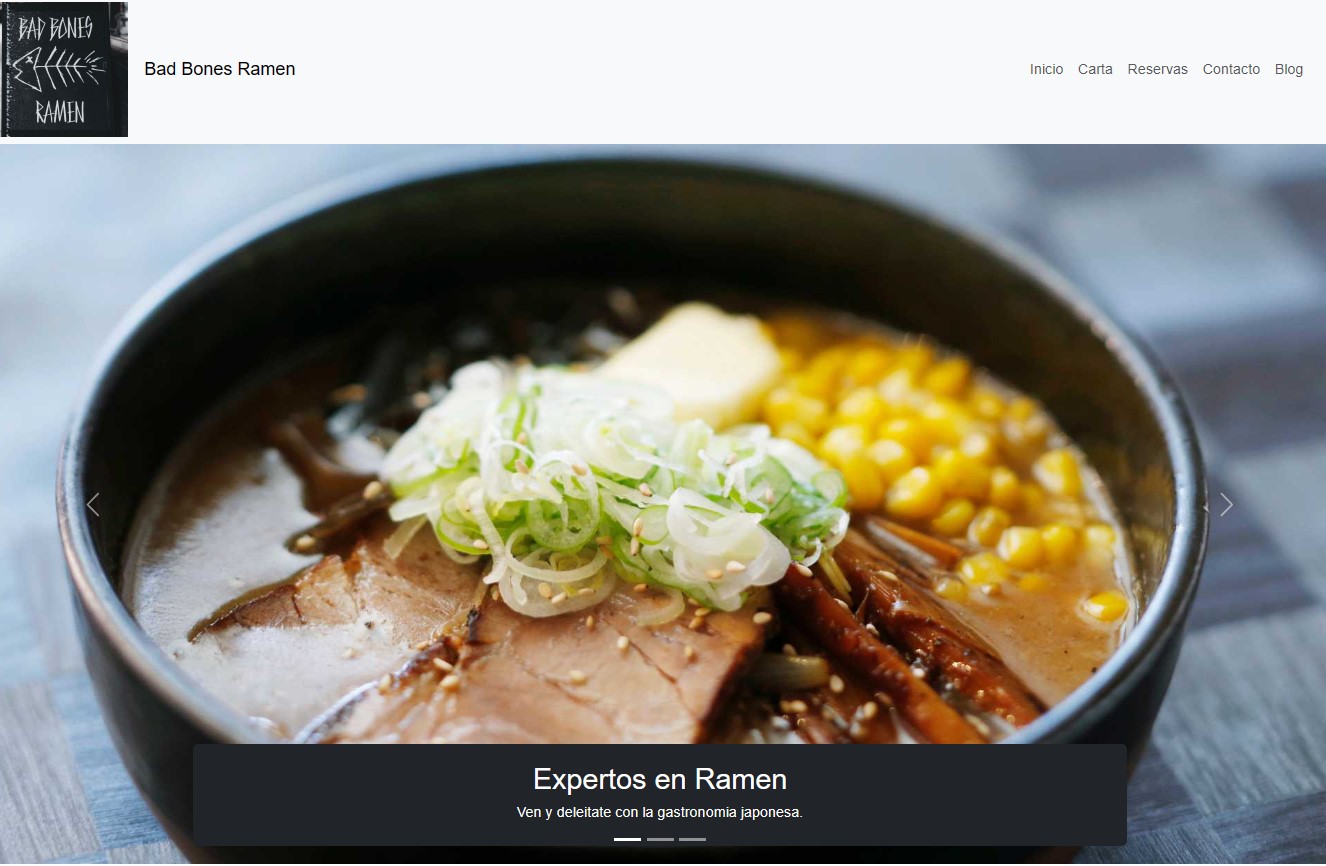 BAD BONES
RAMEN
Bad Bones Ramen
Inicio Carta Reservas Contacto Blog
Expertos en Ramen
Ven y deleitate con la gastronomia japonesa.